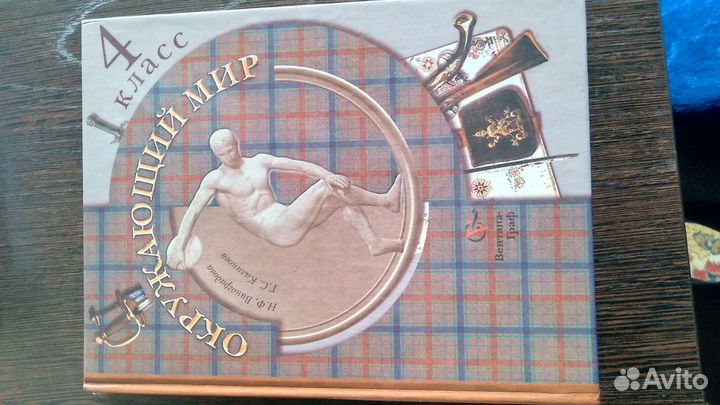 4
класс
ОКРУЖАЮЩИЙ МИР
Н.Ф. Виноградова
Г.С. Калинова
Вентана-
Граф
Avito